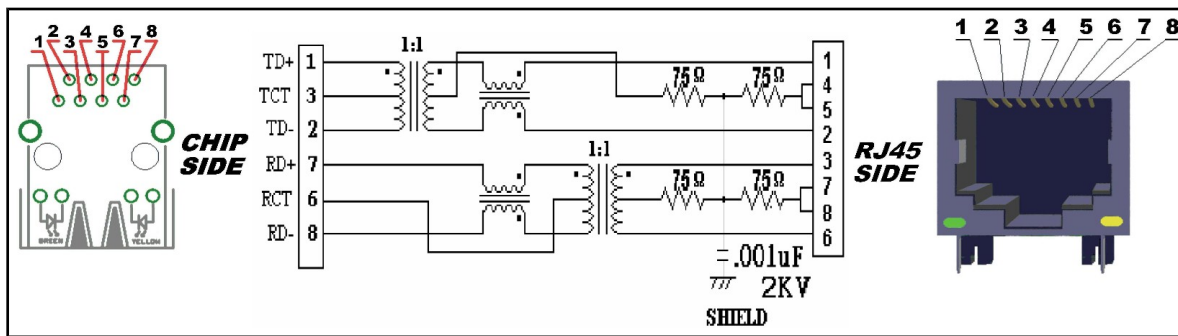 2 4 6 8
1 3 5 7
CHIP
SIDE
GREEN YELLOW
1:1
TD+ 1
TCT 3
TD- 2
RD+ 7
RCT 6
RD- 8
75Ω 75Ω
1:1
75Ω 75Ω
.001uF
2KV
SHIELD
1
4
5
2
3
7
8
6
RJ45
SIDE
1 2 3 4 5 6 7 8